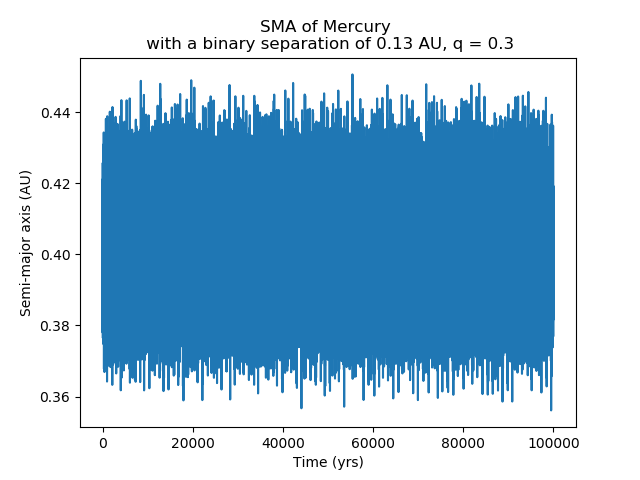 SMA of Mercury
with a binary separation of 0.13 AU, q = 0.3
Semi-major axis (AU)
0.44
0.42
0.40
0.38
0.36
0 20000 40000 60000 80000 100000
Time (yrs)